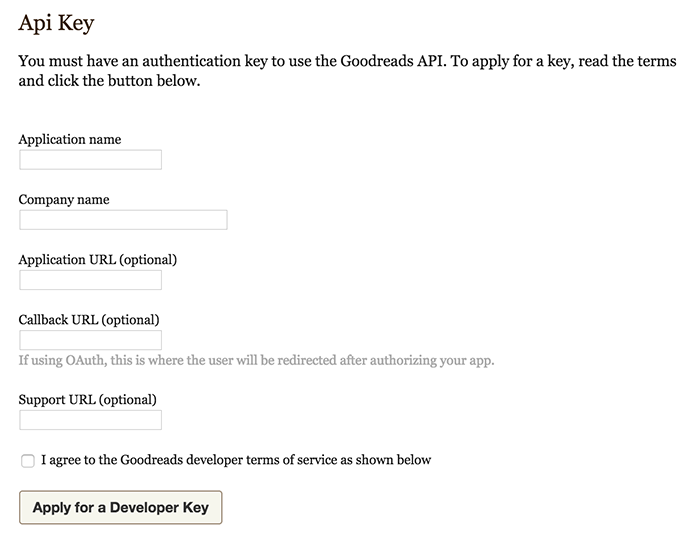 Api Key
You must have an authentication key to use the Goodreads API. To apply for a key, read the terms
and click the button below.
Application name
Company name
Application URL (optional)
Callback URL (optional)
If using OAuth, this is where the user will be redirected after authorizing your app.
Support URL (optional)
I agree to the Goodreads developer terms of service as shown below
Apply for a Developer Key